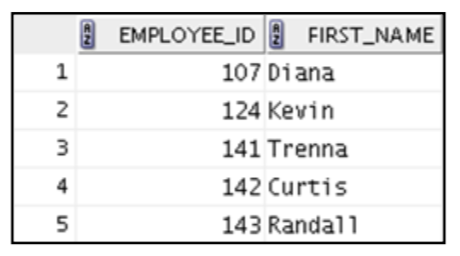 EMPLOYEE_ID FIRST_NAME
1 107 Diana
2 124 Kevin
3 141 Trenna
4 142 Curtis
5 143 Randall